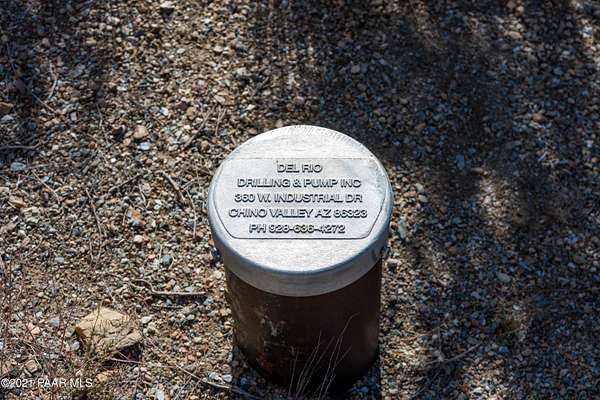 DEL RIO
DRILLING & PUMP INC
360 W. INDUSTRIAL DR
CHINO VALLEY AZ 86323
PH 928-636-4272
©2021 PAAR MLS